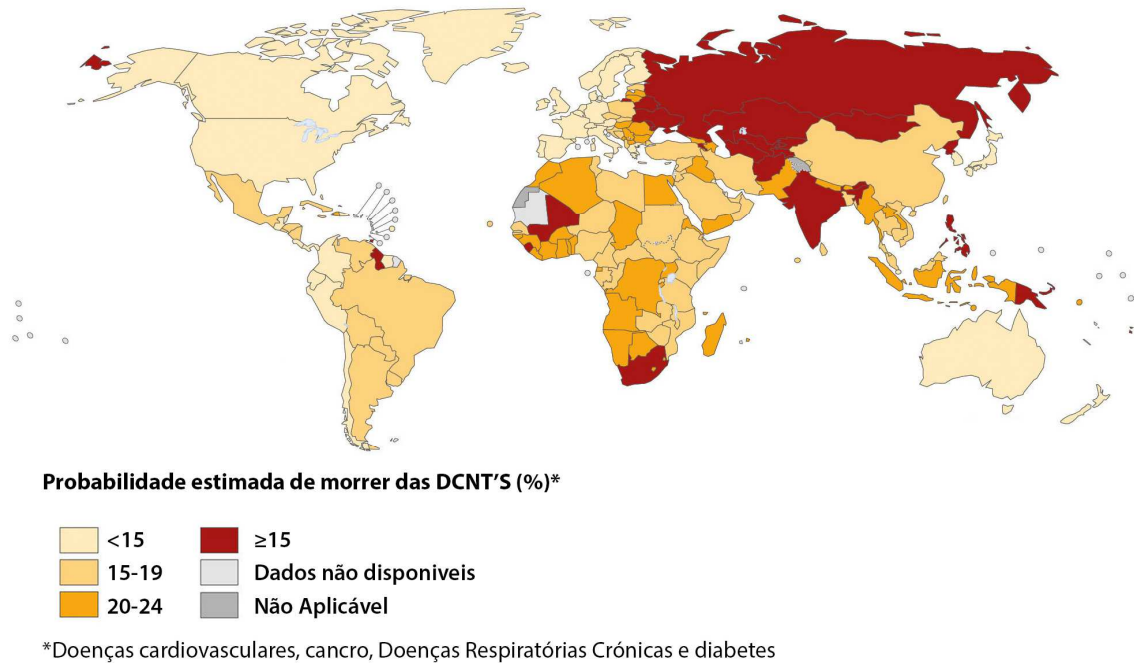 Probabilidade estimada de morrer das DCNT'S (%)*
<15
≥15
15-19
Dados não disponiveis
20-24
Não Aplicável
*Doenças cardiovasculares, cancro, Doenças Respiratórias Crónicas e diabetes